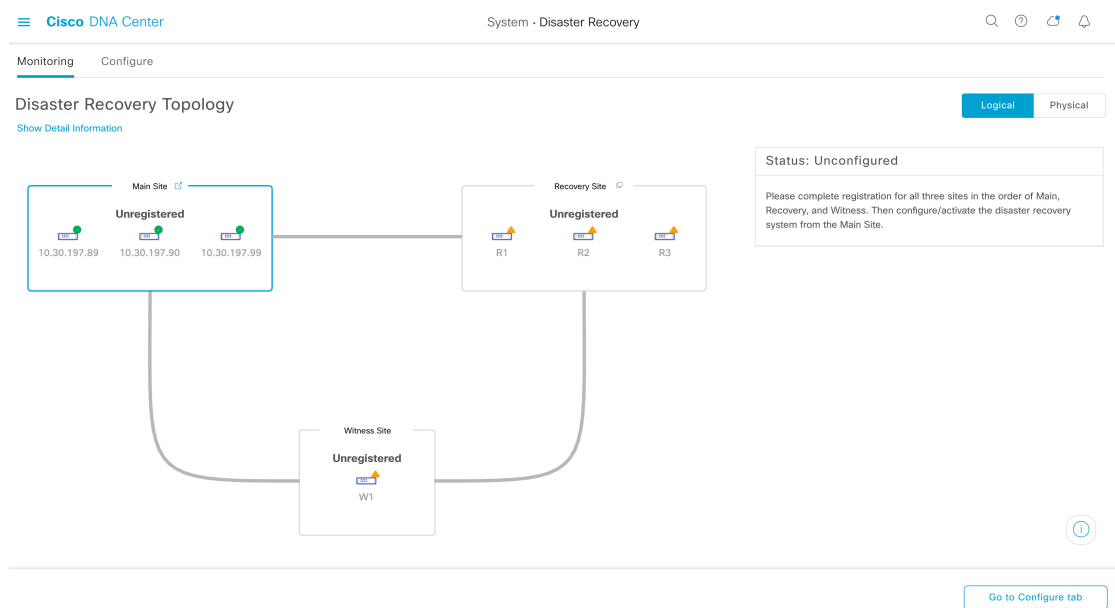 Cisco DNA Center
System · Disaster Recovery
Monitoring Configure
Disaster Recovery Topology
Logical Physical
Show Detail Information
Main Site
Unregistered
10.30.197.89 10.30.197.90 10.30.197.99
Recovery Site
Unregistered
R1 R2 R3
Status: Unconfigured
Please complete registration for all three sites in the order of Main,
Recovery, and Witness. Then configure/activate the disaster recovery
system from the Main Site.
Witness Site
Unregistered
W1
Go to Configure tab